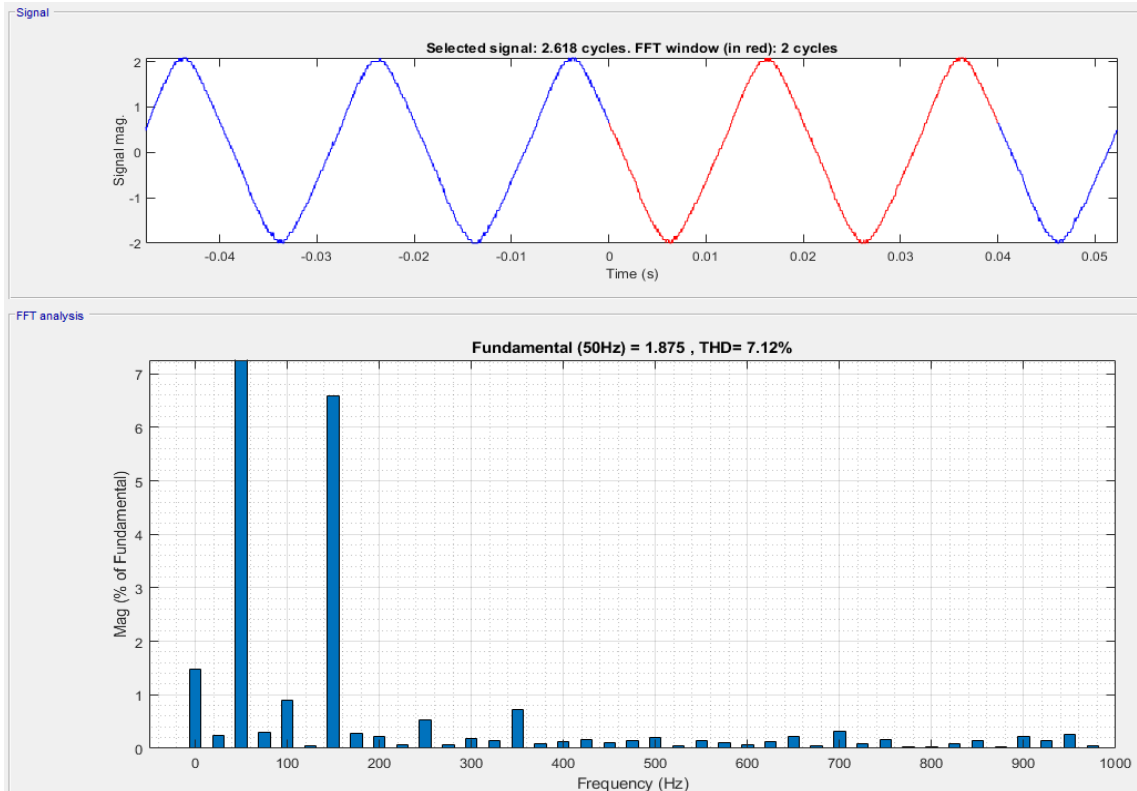 Signal
Selected signal: 2.618 cycles. FFT window (in red): 2 cycles
Signal mag.
2
1
0
-1
-2
-0.04 -0.03 -0.02 -0.01 0 0.01 0.02 0.03 0.04 0.05
Time (s)
FFT analysis
Fundamental (50Hz) = 1.875 , THD= 7.12%
Mag (% of Fundamental)
7
6
5
4
3
2
1
0
0 100 200 300 400 500 600 700 800 900 1000
Frequency (Hz)